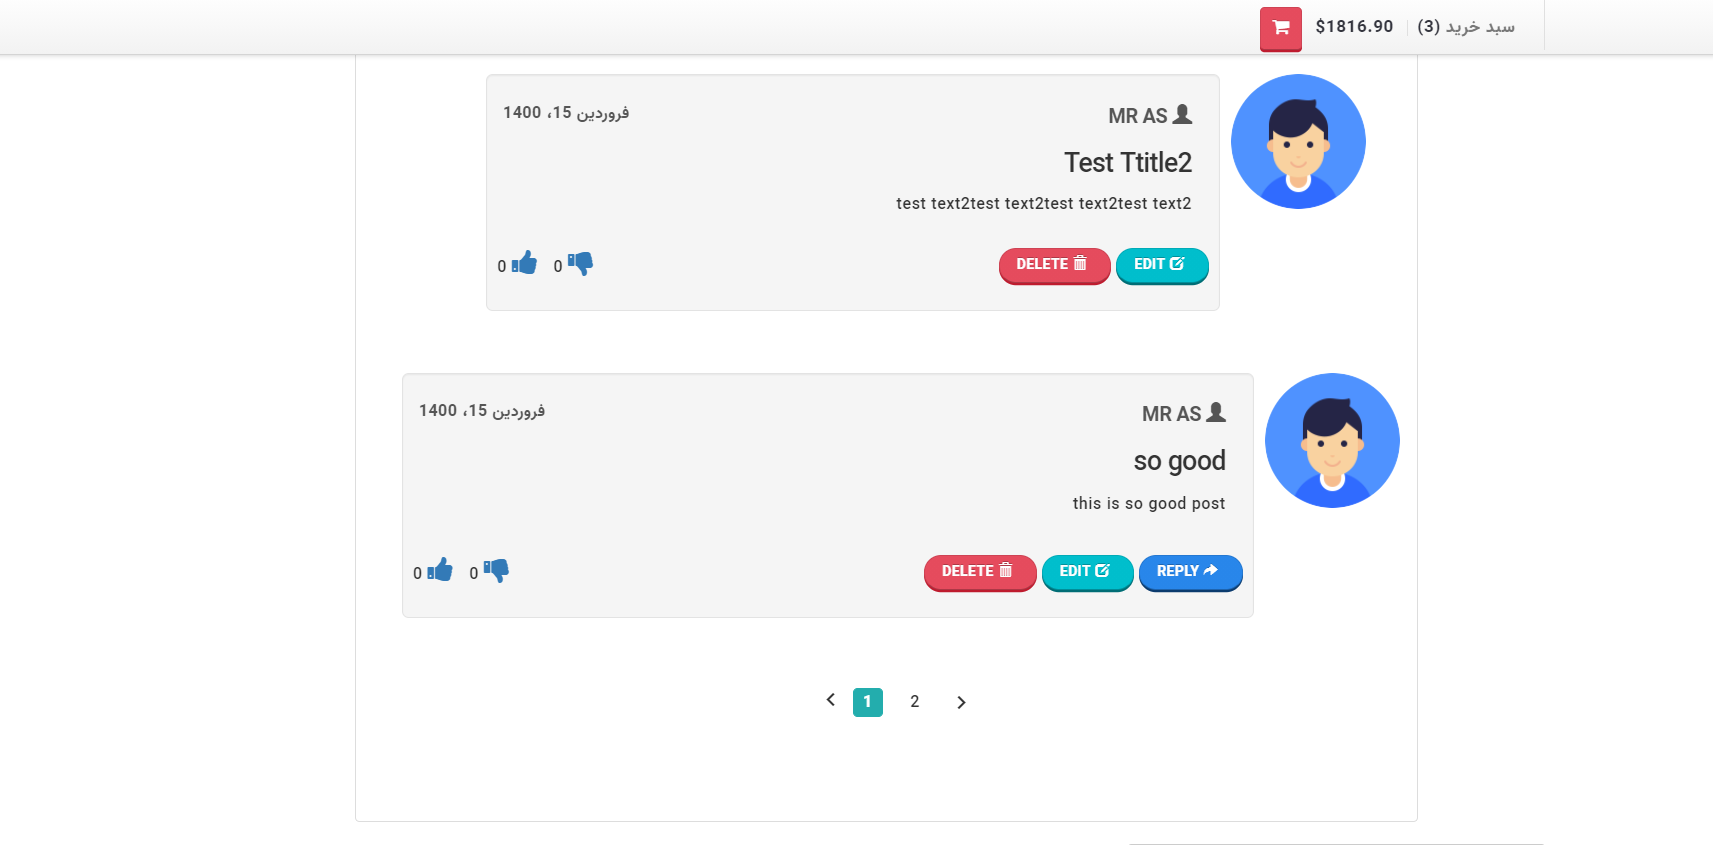 سبد خرید (3) $1816.90
MR AS
فروردین 15، 1400
Test Ttitle2
test text2test text2test text2test text2
EDIT DELETE
0 0
MR AS
فروردین 15، 1400
so good
this is so good post
REPLY EDIT DELETE
0 0
1 2